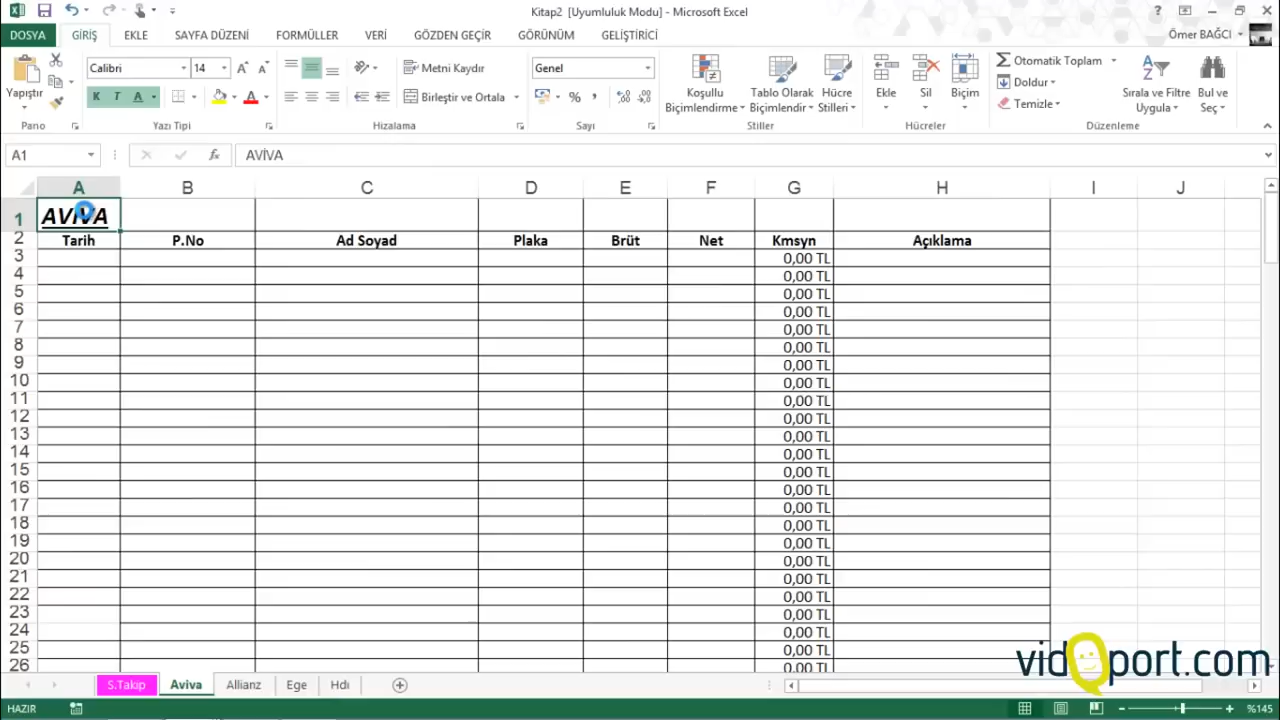 Kitap2 [Uyumluluk Modu] - Microsoft Excel
DOSYA GİRİŞ EKLE SAYFA DÜZENİ FORMÜLLER VERİ GÖZDEN GEÇİR GÖRÜNÜM GELİŞTİRİCİ Ömer BAĞCI
Yapıştır
Pano
Calibri 14
K T A
Yazı Tipi
Metni Kaydır
Birleştir ve Ortala
Hizalama
Genel
% ,
Sayı
Koşullu Biçimlendirme
Tablo Olarak Biçimlendir
Hücre Stilleri
Stiller
Ekle Sil Biçim
Hücreler
Otomatik Toplam
Doldur
Temizle
Sırala ve Filtre Uygula
Bul ve Seç
Düzenleme
A1 fx AVİVA
A B C D E F G H I J
1 AVİVA
2 Tarih P.No Ad Soyad Plaka Brüt Net Kmsyn Açıklama
3 0,00 TL
4 0,00 TL
5 0,00 TL
6 0,00 TL
7 0,00 TL
8 0,00 TL
9 0,00 TL
10 0,00 TL
11 0,00 TL
12 0,00 TL
13 0,00 TL
14 0,00 TL
15 0,00 TL
16 0,00 TL
17 0,00 TL
18 0,00 TL
19 0,00 TL
20 0,00 TL
21 0,00 TL
22 0,00 TL
23 0,00 TL
24 0,00 TL
25 0,00 TL
26 0,00 TL
vidoport.com
S.Takip Aviva Allianz Ege Hdı
HAZIR %145